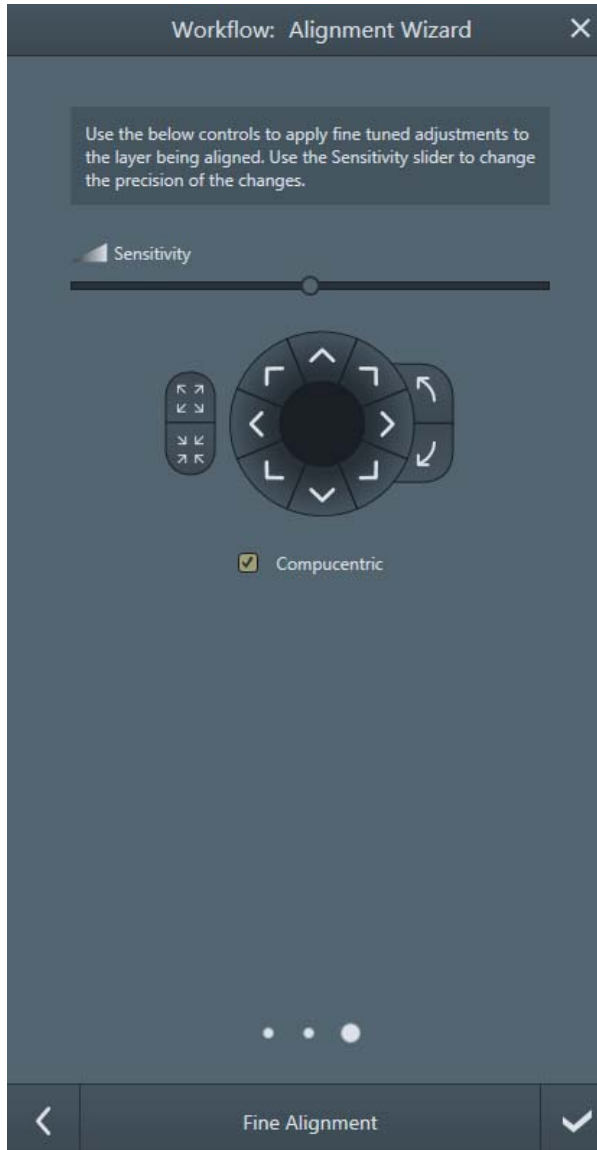 Workflow: Alignment Wizard
Use the below controls to apply fine tuned adjustments to
the layer being aligned. Use the Sensitivity slider to change
the precision of the changes.
Sensitivity
Compucentric
Fine Alignment